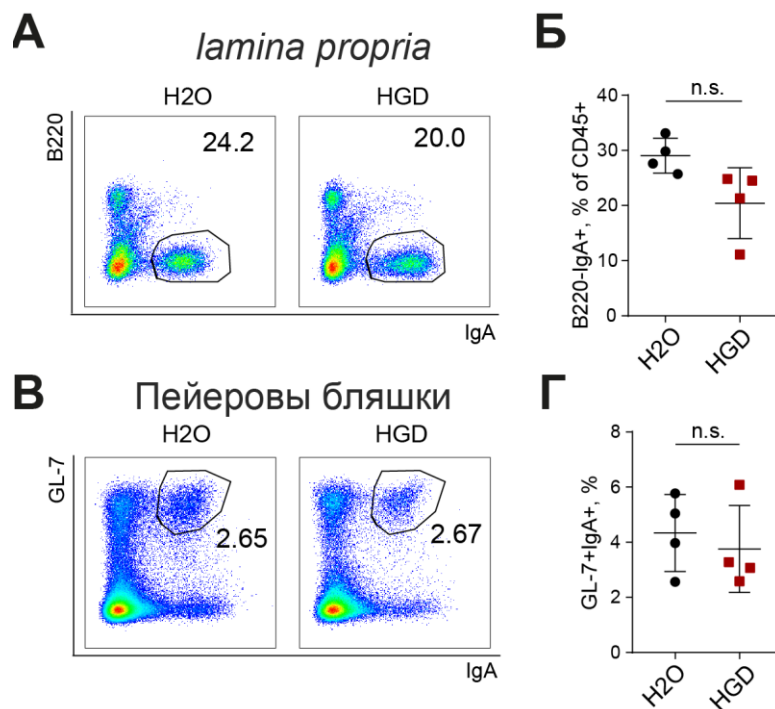 А
lamina propria
H2O
HGD
B220
24.2
20.0
IgA
Б
n.s.
B220-IgA+, % of CD45+
40
30
20
10
0
H2O
HGD
В
Пейеровы бляшки
H2O
HGD
GL-7
2.65
2.67
IgA
Г
n.s.
GL-7+IgA+, %
8
6
4
2
0
H2O
HGD